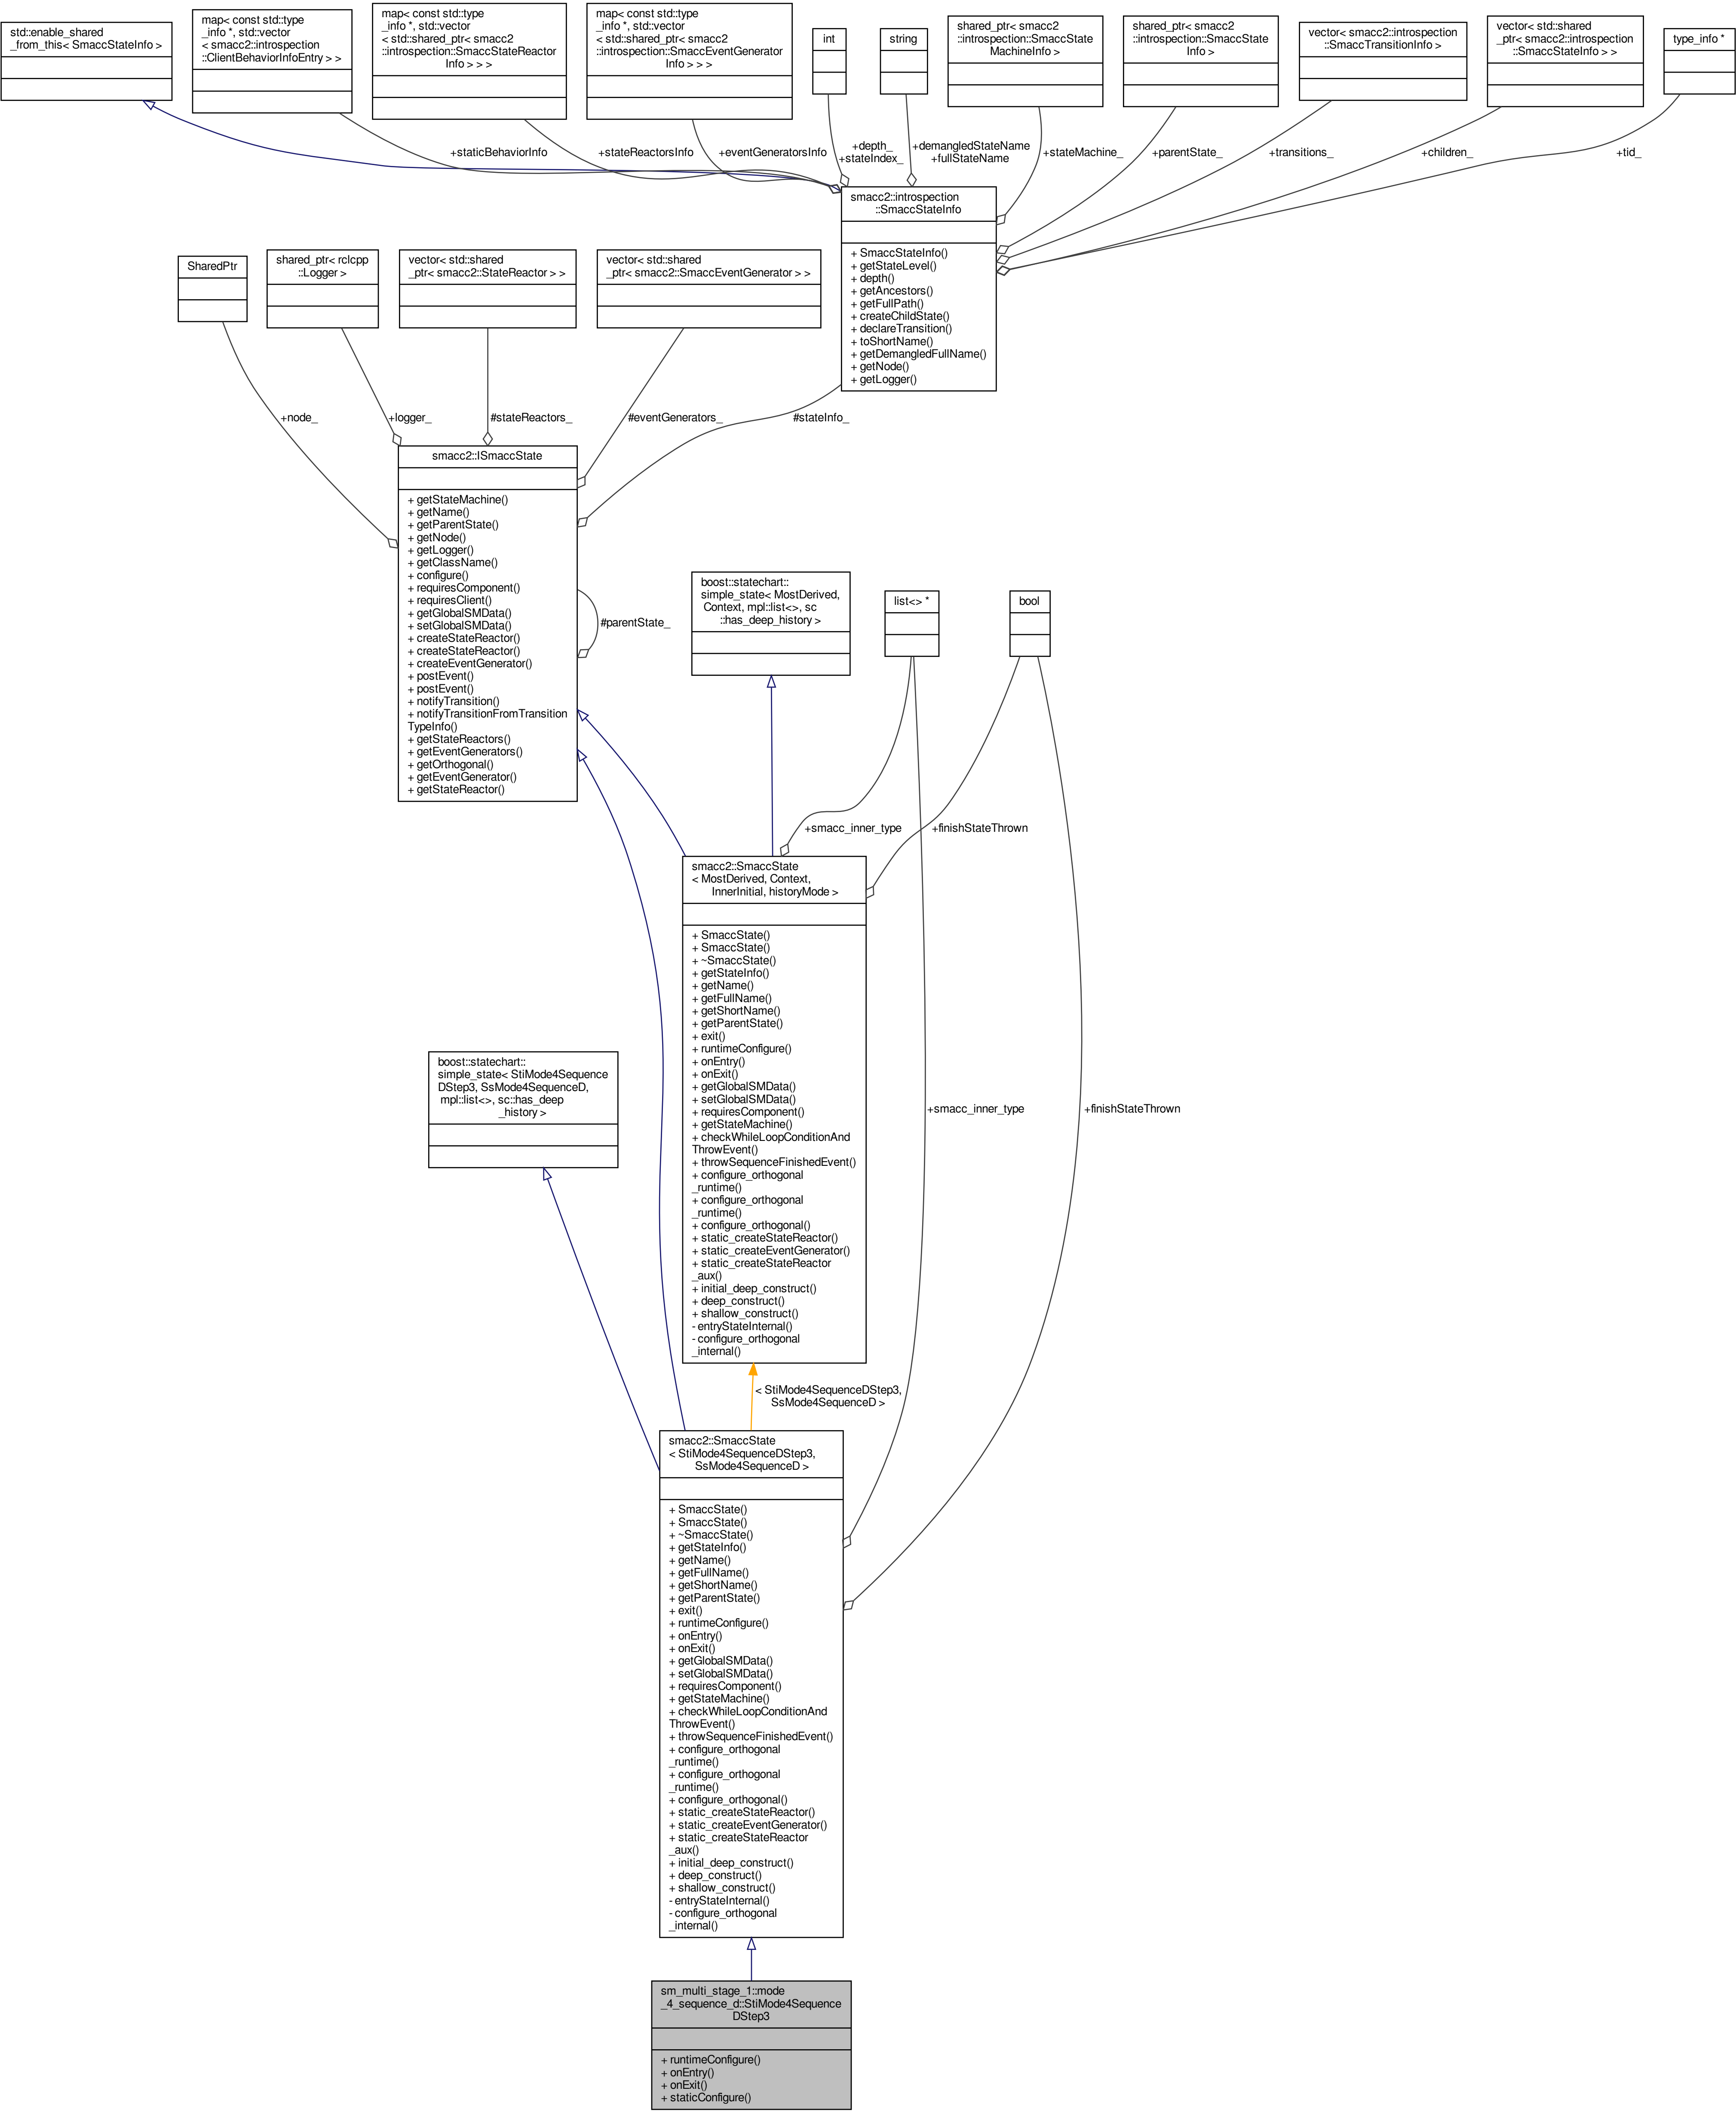 std::enable_shared
_from_this< SmaccStateInfo >
map< const std::type
_info *, std::vector
< smacc2::introspection
::ClientBehaviorInfoEntry > >
map< const std::type
_info *, std::vector
< std::shared_ptr< smacc2
::introspection::SmaccStateReactor
Info > > >
map< const std::type
_info *, std::vector
< std::shared_ptr< smacc2
::introspection::SmaccEventGenerator
Info > > >
int
string
shared_ptr< smacc2
::introspection::SmaccState
MachineInfo >
shared_ptr< smacc2
::introspection::SmaccState
Info >
vector< smacc2::introspection
::SmaccTransitionInfo >
vector< std::shared
_ptr< smacc2::introspection
::SmaccStateInfo > >
type_info *
+staticBehaviorInfo
+stateReactorsInfo
+eventGeneratorsInfo
+depth_
+stateIndex_
+demangledStateName
+fullStateName
+stateMachine_
+parentState_
+transitions_
+children_
+tid_
smacc2::introspection
::SmaccStateInfo
+ SmaccStateInfo()
+ getStateLevel()
+ depth()
+ getAncestors()
+ getFullPath()
+ createChildState()
+ declareTransition()
+ toShortName()
+ getDemangledFullName()
+ getNode()
+ getLogger()
SharedPtr
shared_ptr< rclcpp
::Logger >
vector< std::shared
_ptr< smacc2::StateReactor > >
vector< std::shared
_ptr< smacc2::SmaccEventGenerator > >
+node_
+logger_
#stateReactors_
#eventGenerators_
#stateInfo_
smacc2::ISmaccState
+ getStateMachine()
+ getName()
+ getParentState()
+ getNode()
+ getLogger()
+ getClassName()
+ configure()
+ requiresComponent()
+ requiresClient()
+ getGlobalSMData()
+ setGlobalSMData()
+ createStateReactor()
+ createStateReactor()
+ createEventGenerator()
+ postEvent()
+ postEvent()
+ notifyTransition()
+ notifyTransitionFromTransition
TypeInfo()
+ getStateReactors()
+ getEventGenerators()
+ getOrthogonal()
+ getEventGenerator()
+ getStateReactor()
#parentState_
boost::statechart::
simple_state< MostDerived,
Context, mpl::list<>, sc
::has_deep_history >
list<> *
bool
+smacc_inner_type
+finishStateThrown
smacc2::SmaccState
< MostDerived, Context,
InnerInitial, historyMode >
+ SmaccState()
+ SmaccState()
+ ~SmaccState()
+ getStateInfo()
+ getName()
+ getFullName()
+ getShortName()
+ getParentState()
+ exit()
+ runtimeConfigure()
+ onEntry()
+ onExit()
+ getGlobalSMData()
+ setGlobalSMData()
+ requiresComponent()
+ getStateMachine()
+ checkWhileLoopConditionAnd
ThrowEvent()
+ throwSequenceFinishedEvent()
+ configure_orthogonal
_runtime()
+ configure_orthogonal
_runtime()
+ configure_orthogonal()
+ static_createStateReactor()
+ static_createEventGenerator()
+ static_createStateReactor
_aux()
+ initial_deep_construct()
+ deep_construct()
+ shallow_construct()
- entryStateInternal()
- configure_orthogonal
_internal()
boost::statechart::
simple_state< StiMode4Sequence
DStep3, SsMode4SequenceD,
mpl::list<>, sc::has_deep
_history >
+smacc_inner_type
+finishStateThrown
< StiMode4SequenceDStep3,
SsMode4SequenceD >
smacc2::SmaccState
< StiMode4SequenceDStep3,
SsMode4SequenceD >
+ SmaccState()
+ SmaccState()
+ ~SmaccState()
+ getStateInfo()
+ getName()
+ getFullName()
+ getShortName()
+ getParentState()
+ exit()
+ runtimeConfigure()
+ onEntry()
+ onExit()
+ getGlobalSMData()
+ setGlobalSMData()
+ requiresComponent()
+ getStateMachine()
+ checkWhileLoopConditionAnd
ThrowEvent()
+ throwSequenceFinishedEvent()
+ configure_orthogonal
_runtime()
+ configure_orthogonal
_runtime()
+ configure_orthogonal()
+ static_createStateReactor()
+ static_createEventGenerator()
+ static_createStateReactor
_aux()
+ initial_deep_construct()
+ deep_construct()
+ shallow_construct()
- entryStateInternal()
- configure_orthogonal
_internal()
sm_multi_stage_1::mode
_4_sequence_d::StiMode4Sequence
DStep3
+ runtimeConfigure()
+ onEntry()
+ onExit()
+ staticConfigure()